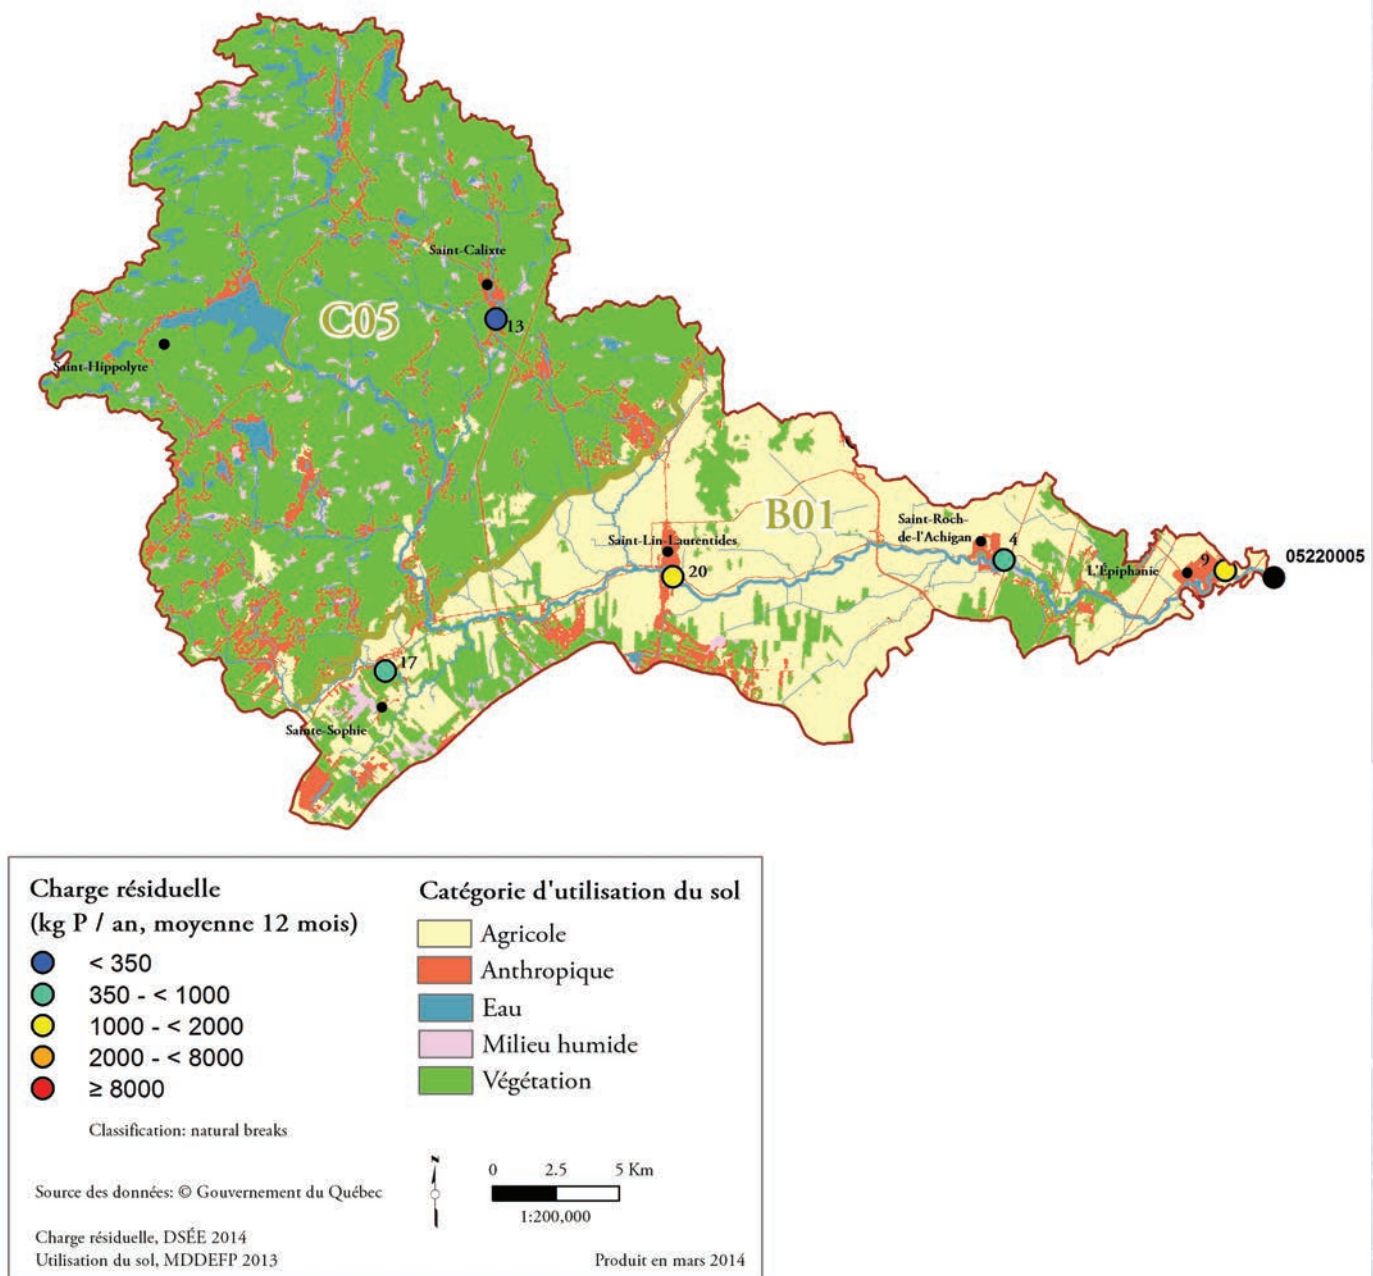 Saint-Calixte
C05
13
Saint-Hippolyte
B01
Saint-Roch-
de-l'Achigan
4
Saint-Lin-Laurentides
20
L'Épiphanie
9
05220005
17
Sainte-Sophie
Charge résiduelle
(kg P / an, moyenne 12 mois)
< 350
350 - < 1000
1000 - < 2000
2000 - < 8000
≥ 8000
Classification: natural breaks
Source des données: © Gouvernement du Québec
Charge résiduelle, DSÉE 2014
Utilisation du sol, MDDEFP 2013
Catégorie d'utilisation du sol
Agricole
Anthropique
Eau
Milieu humide
Végétation
N
0 2.5 5 Km
1:200,000
Produit en mars 2014